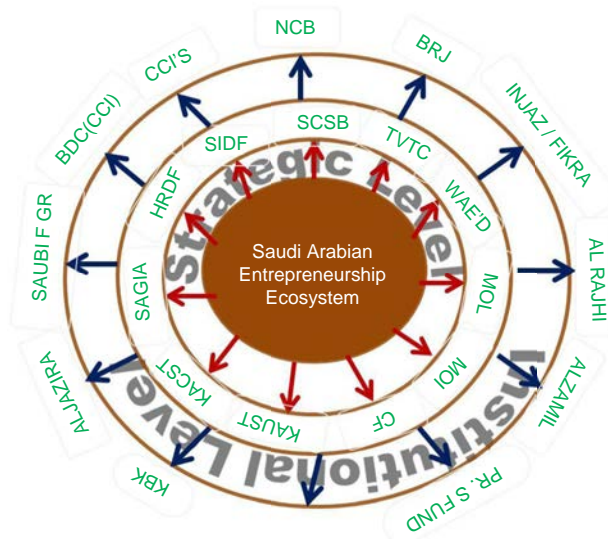 NCB
BRJ
INJAZ / FIKRA
AL RAJHI
ALZAMIL
PR. S FUND
KBK
ALJAZIRA
SAUBI F GR
BDC(CCI)
CCI'S
SCSB
TVTC
WAE'D
MOL
MOI
CF
KAUST
KACST
SAGIA
HRDF
SIDF
Strategic Level
Saudi Arabian
Entrepreneurship
Ecosystem
Institutional Level